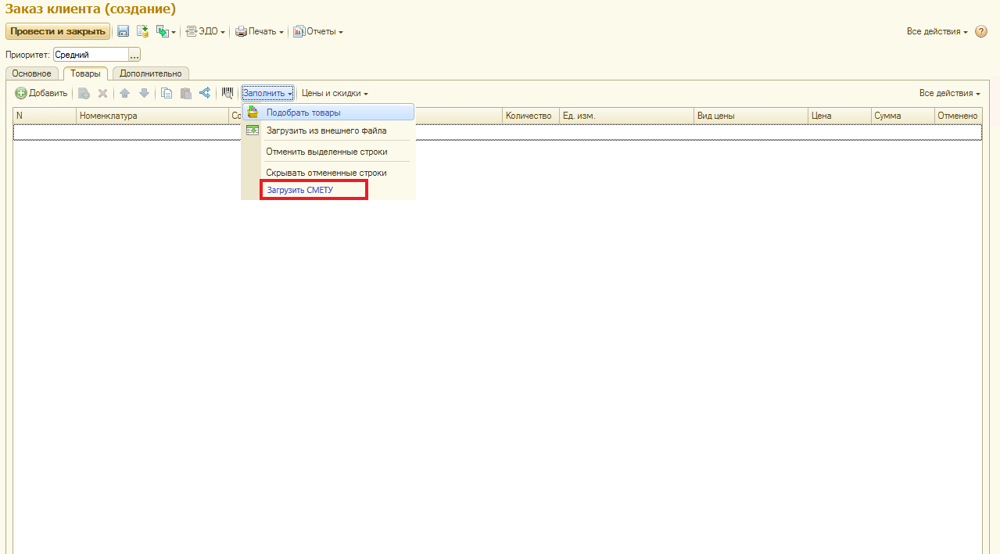 Заказ клиента (создание)
Провести и закрыть ЭДО Печать Отчеты Все действия ?
Приоритет: Средний ...
Основное Товары Дополнительно
Добавить Заполнить Цены и скидки Все действия
N Номенклатура Количество Ед. изм. Вид цены Цена Сумма Отменено
Подобрать товары
Загрузить из внешнего файла
Отменить выделенные строки
Скрывать отмененные строки
Загрузить СМЕТУ